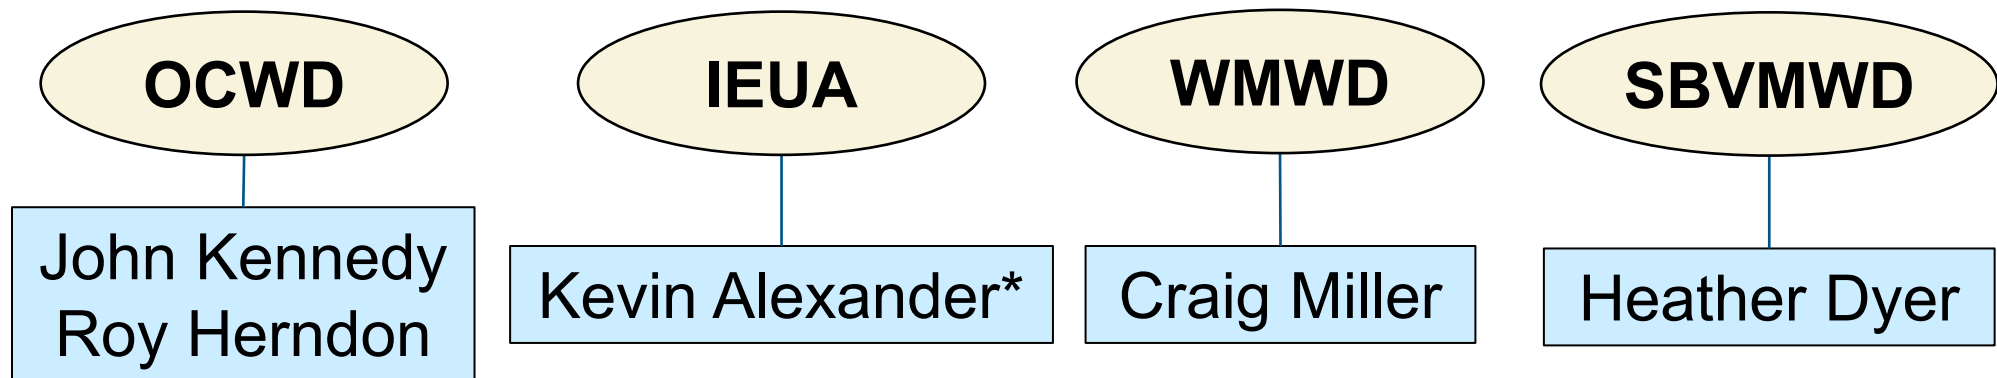 OCWD
IEUA
WMWD
SBVMWD
John Kennedy
Roy Herndon
Kevin Alexander*
Craig Miller
Heather Dyer